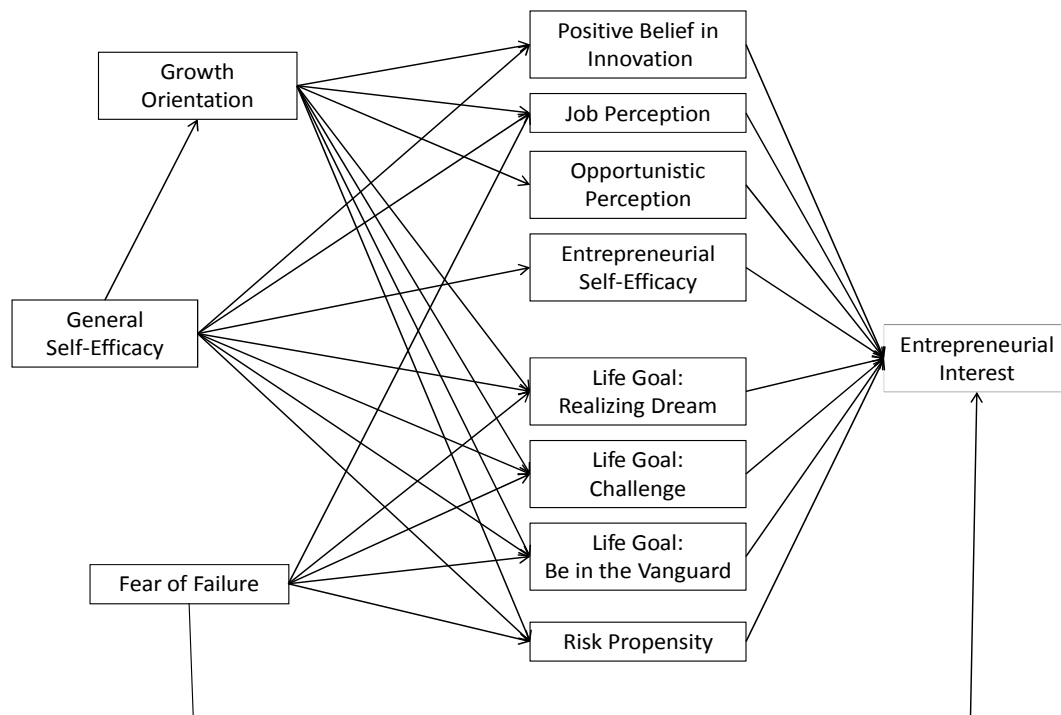 Positive Belief in
Innovation
Growth
Orientation
Job Perception
Opportunistic
Perception
Entrepreneurial
Self-Efficacy
General
Self-Efficacy
Entrepreneurial
Interest
Life Goal:
Realizing Dream
Life Goal:
Challenge
Life Goal:
Be in the Vanguard
Fear of Failure
Risk Propensity